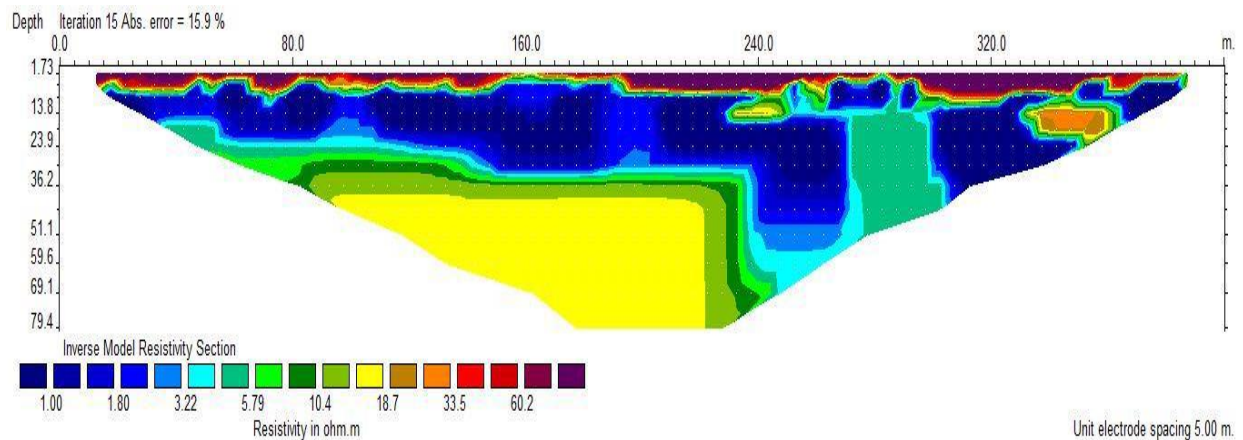 Depth Iteration 15 Abs. error = 15.9 %
0.0 80.0 160.0 240.0 320.0 m.
1.73
13.8
23.9
36.2
51.1
59.6
69.1
79.4
Inverse Model Resistivity Section
1.00 1.80 3.22 5.79 10.4 18.7 33.5 60.2
Resistivity in ohm.m Unit electrode spacing 5.00 m.